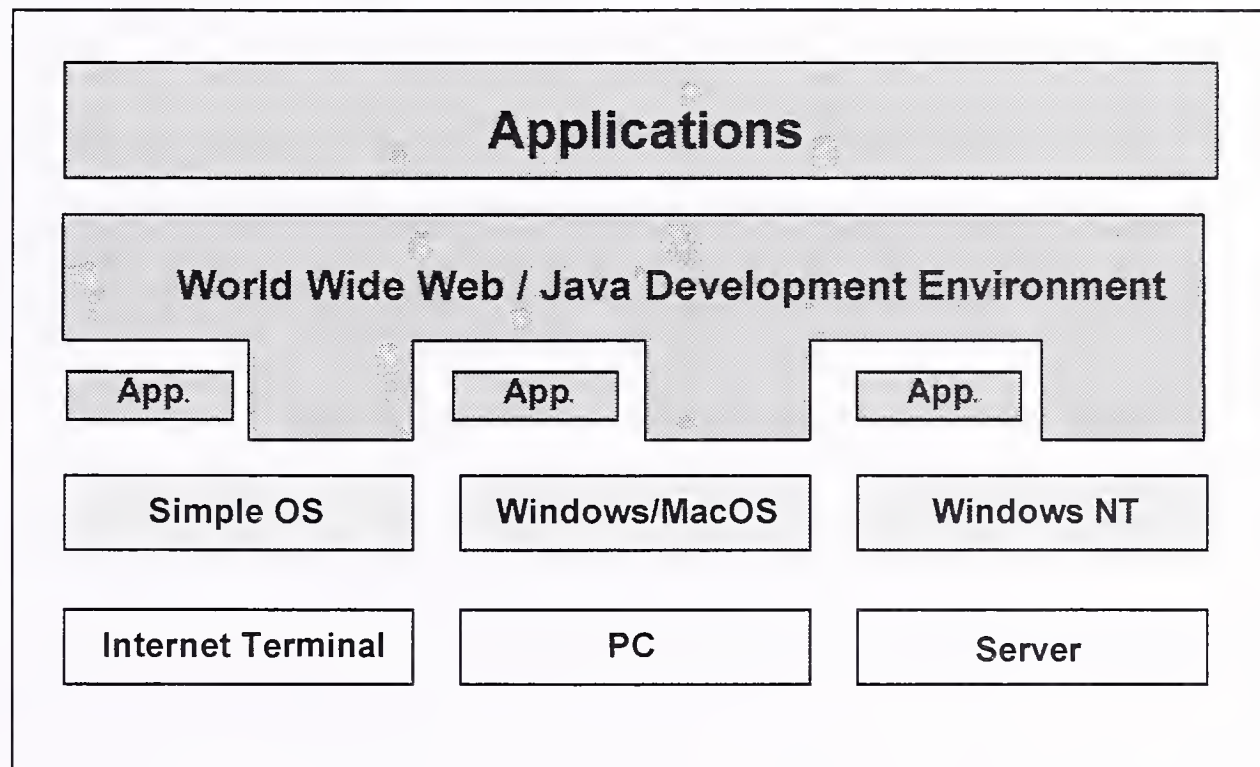 Applications
World Wide Web / Java Development Environment
App.
App.
App.
Simple OS
Windows/MacOS
Windows NT
Internet Terminal
PC
Server